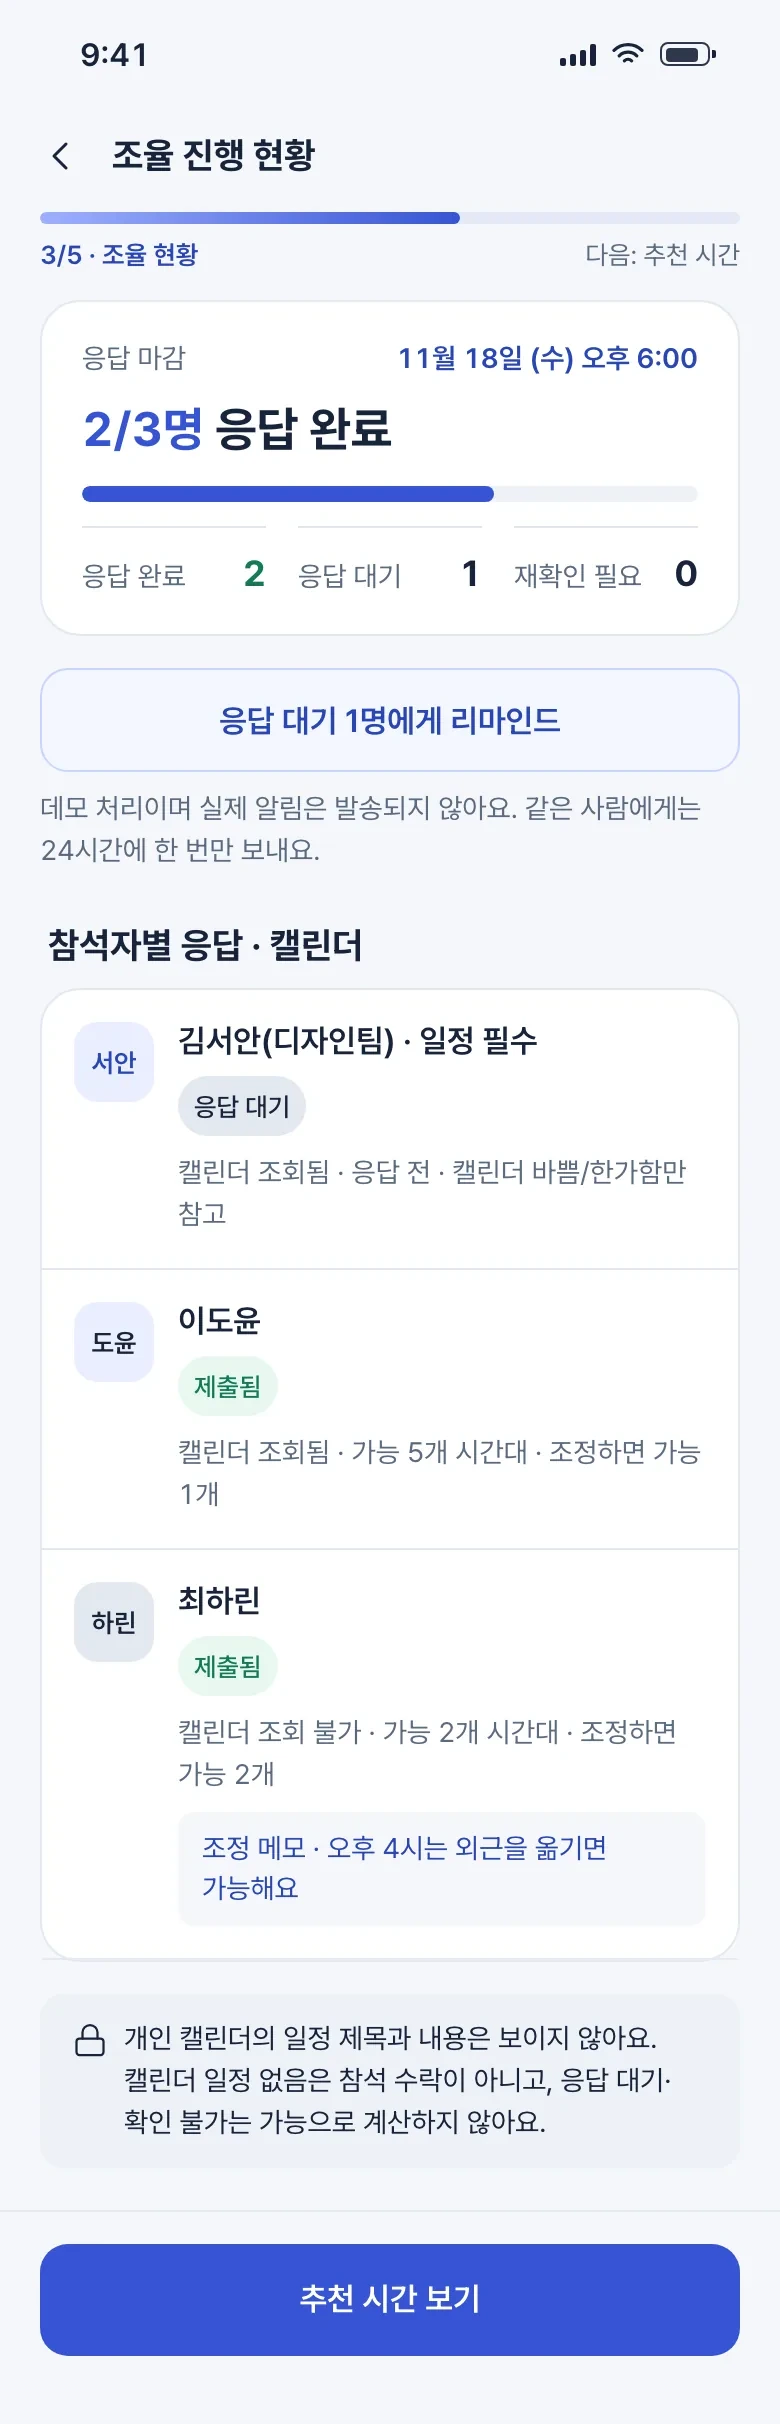 9:41
조율 진행 현황
3/5 · 조율 현황
다음: 추천 시간
응답 마감
11월 18일 (수) 오후 6:00
2/3명 응답 완료
응답 완료 2
응답 대기 1
재확인 필요 0
응답 대기 1명에게 리마인드
데모 처리이며 실제 알림은 발송되지 않아요. 같은 사람에게는
24시간에 한 번만 보내요.
참석자별 응답 · 캘린더
서안
김서안(디자인팀) · 일정 필수
응답 대기
캘린더 조회됨 · 응답 전 · 캘린더 바쁨/한가함만
참고
도윤
이도윤
제출됨
캘린더 조회됨 · 가능 5개 시간대 · 조정하면 가능
1개
하린
최하린
제출됨
캘린더 조회 불가 · 가능 2개 시간대 · 조정하면
가능 2개
조정 메모 · 오후 4시는 외근을 옮기면
가능해요
개인 캘린더의 일정 제목과 내용은 보이지 않아요.
캘린더 일정 없음은 참석 수락이 아니고, 응답 대기·
확인 불가는 가능으로 계산하지 않아요.
추천 시간 보기